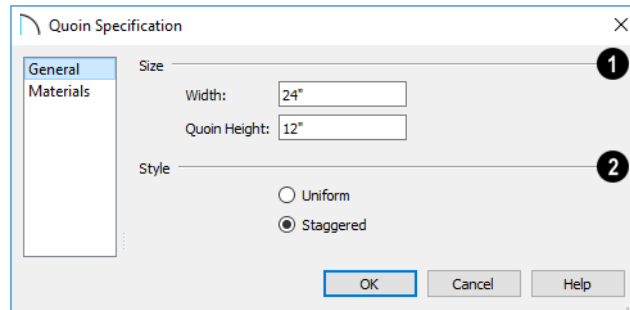 Quoin Specification
General
Materials
Size
1
Width: 24"
Quoin Height: 12"
Style
2
Uniform
Staggered
OK Cancel Help